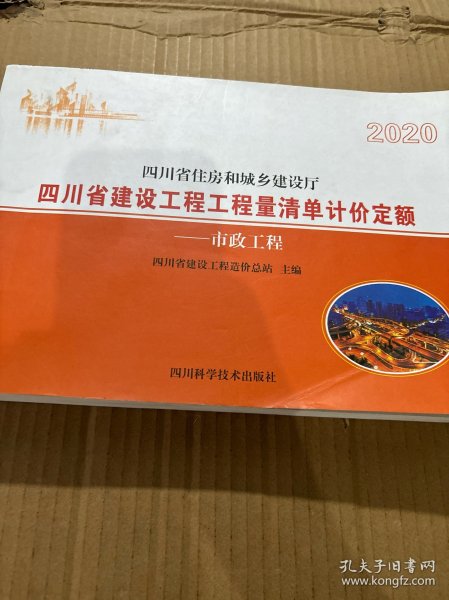 2020
四川省住房和城乡建设厅
四川省建设工程工程量清单计价定额
——市政工程
四川省建设工程造价总站 主编
四川科学技术出版社
孔夫子旧书网
www.kongfz.com